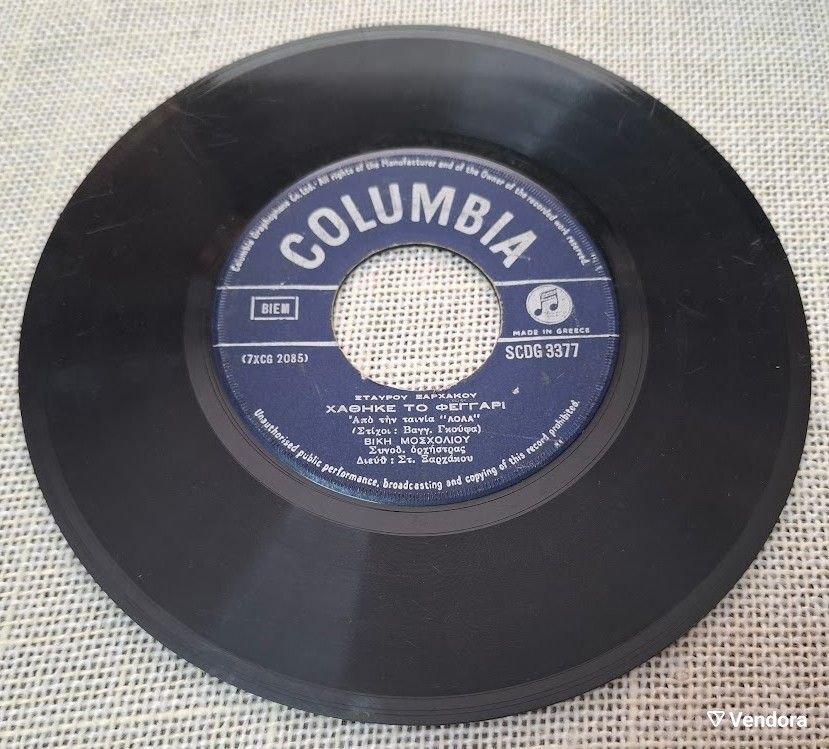 Columbia Graphophone Co. Ltd. All rights of the Manufacturer and of the Owner of the recorded work reserved.
COLUMBIA
BIEM
MADE IN GREECE
(7XCG 2085)
SCDG 3377
ΣΤΑΥΡΟΥ ΞΑΡΧΑΚΟΥ
ΧΑΘΗΚΕ ΤΟ ΦΕΓΓΑΡΙ
Ἀπὸ τὴν ταινία "ΛΟΛΑ"
(Στίχοι : Βαγγ. Γκούφα)
ΒΙΚΗ ΜΟΣΧΟΛΙΟΥ
Συνοδ. ὀρχήστρας
Διευθ : Στ. Ξαρχάκου
Unauthorised public performance, broadcasting and copying of this record prohibited.
Vendora